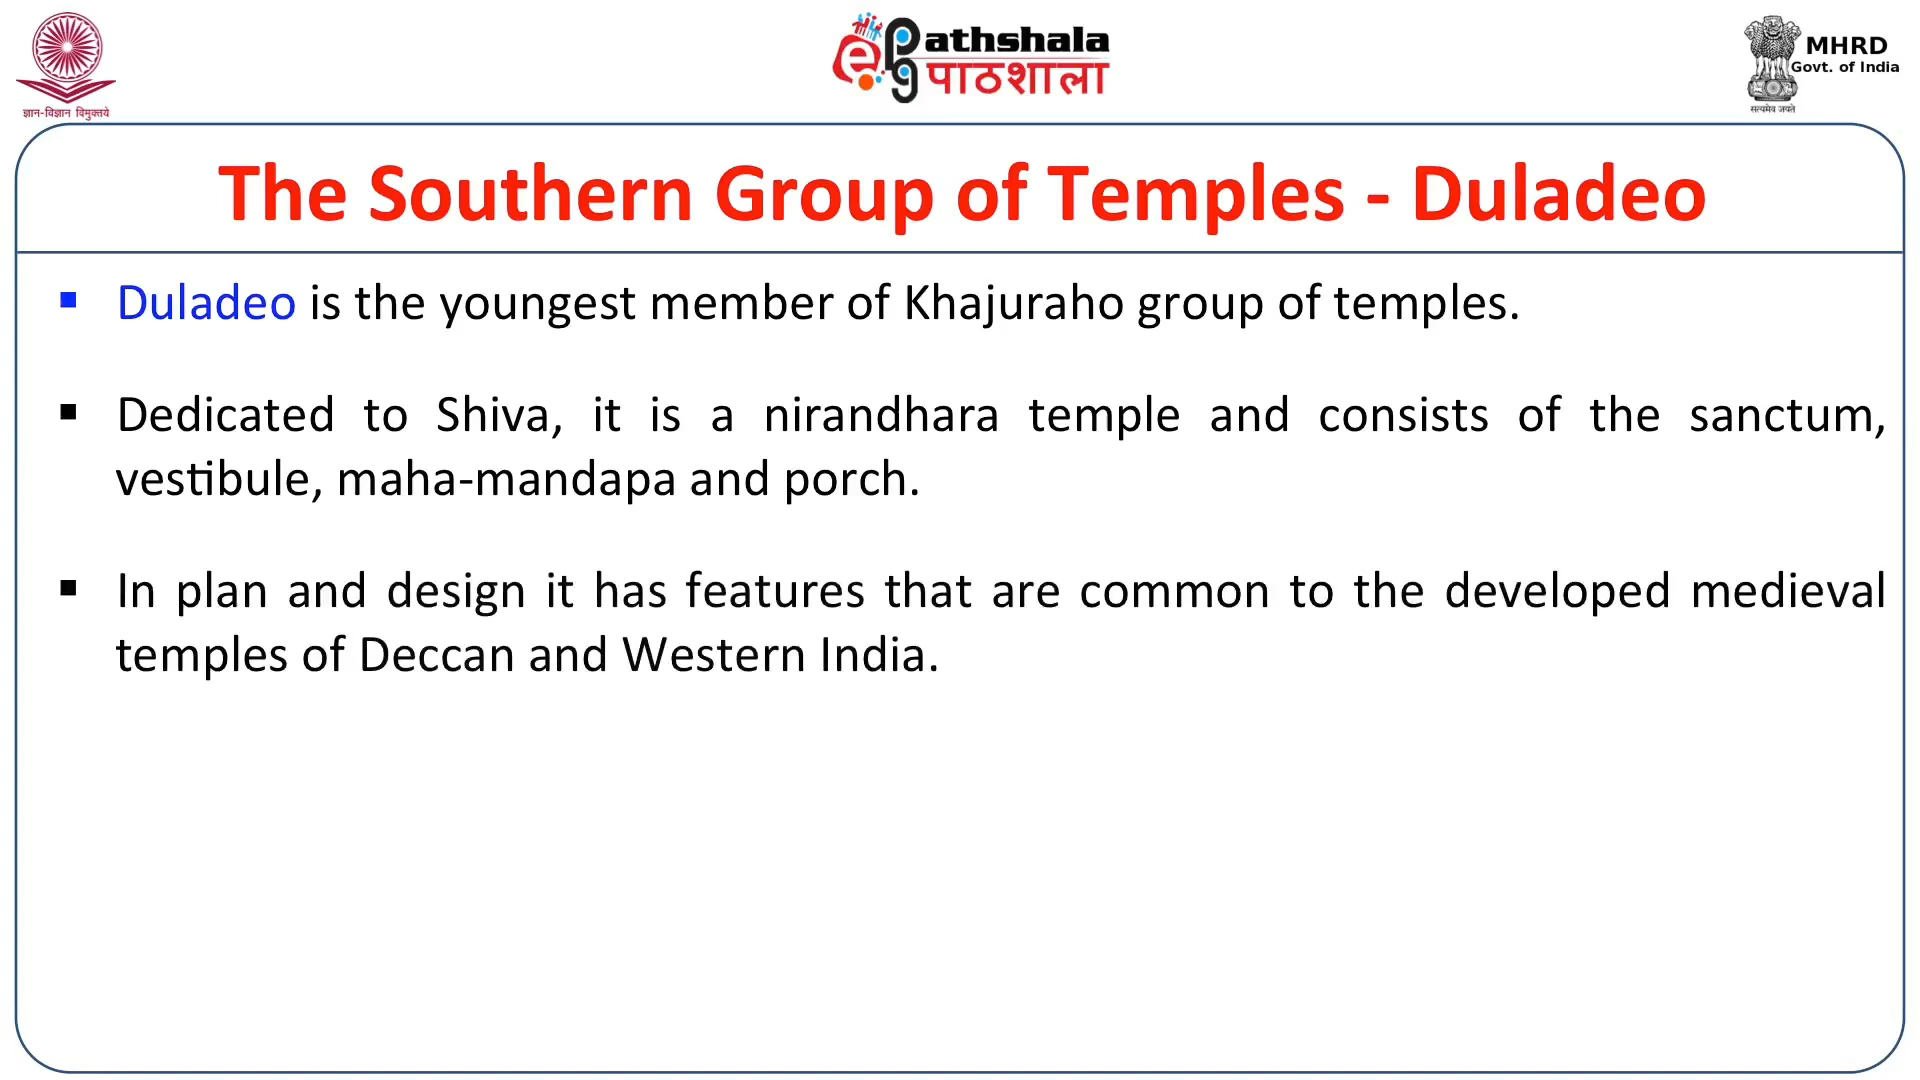 ज्ञान-विज्ञान विमुक्तये
ePathshala
पाठशाला
MHRD
Govt. of India
सत्यमेव जयते
The Southern Group of Temples - Duladeo
▪ Duladeo is the youngest member of Khajuraho group of temples.
▪ Dedicated to Shiva, it is a nirandhara temple and consists of the sanctum,
vestibule, maha-mandapa and porch.
▪ In plan and design it has features that are common to the developed medieval
temples of Deccan and Western India.